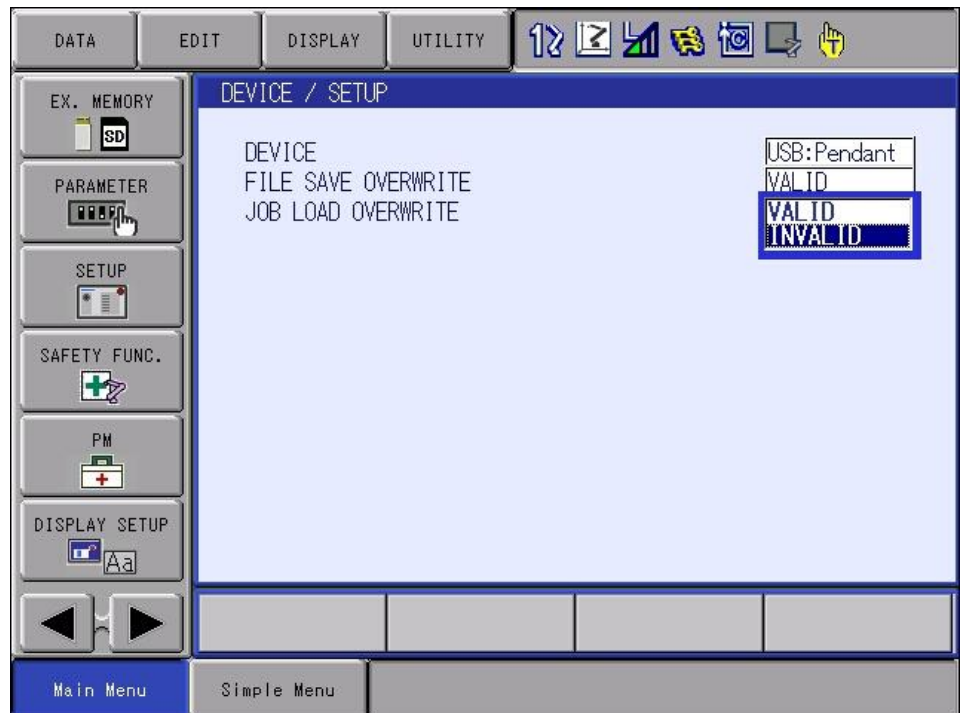 DATA EDIT DISPLAY UTILITY
EX. MEMORY
SD
PARAMETER
SETUP
SAFETY FUNC.
PM
DISPLAY SETUP
Aa
DEVICE / SETUP
DEVICE USB:Pendant
FILE SAVE OVERWRITE VALID
JOB LOAD OVERWRITE VALID
INVALID
Main Menu Simple Menu